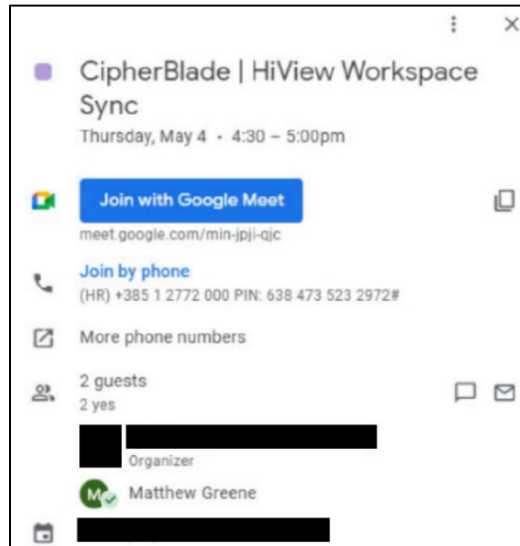 CipherBlade | HiView Workspace
Sync
Thursday, May 4 · 4:30 – 5:00pm
Join with Google Meet
meet.google.com/min-jpji-qjc
Join by phone
(HR) +385 1 2772 000 PIN: 638 473 523 2972#
More phone numbers
2 guests
2 yes
Organizer
M
Matthew Greene